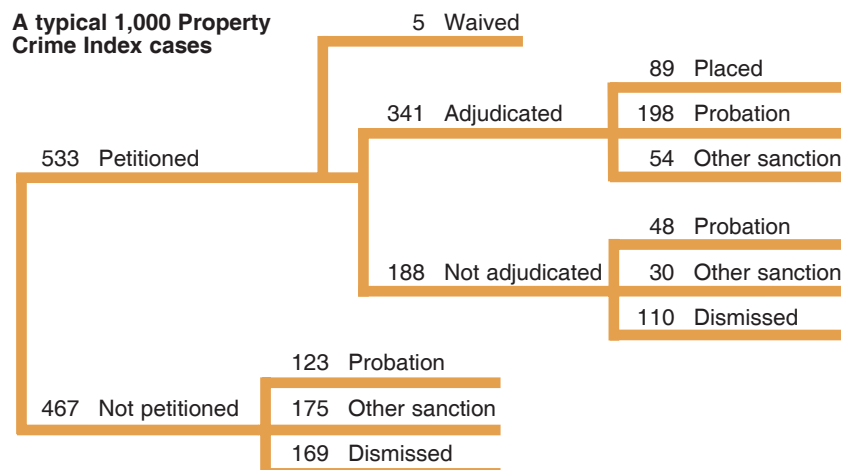 A typical 1,000 Property
Crime Index cases
5 Waived
89 Placed
341 Adjudicated
198 Probation
533 Petitioned
54 Other sanction
48 Probation
188 Not adjudicated
30 Other sanction
110 Dismissed
123 Probation
467 Not petitioned
175 Other sanction
169 Dismissed